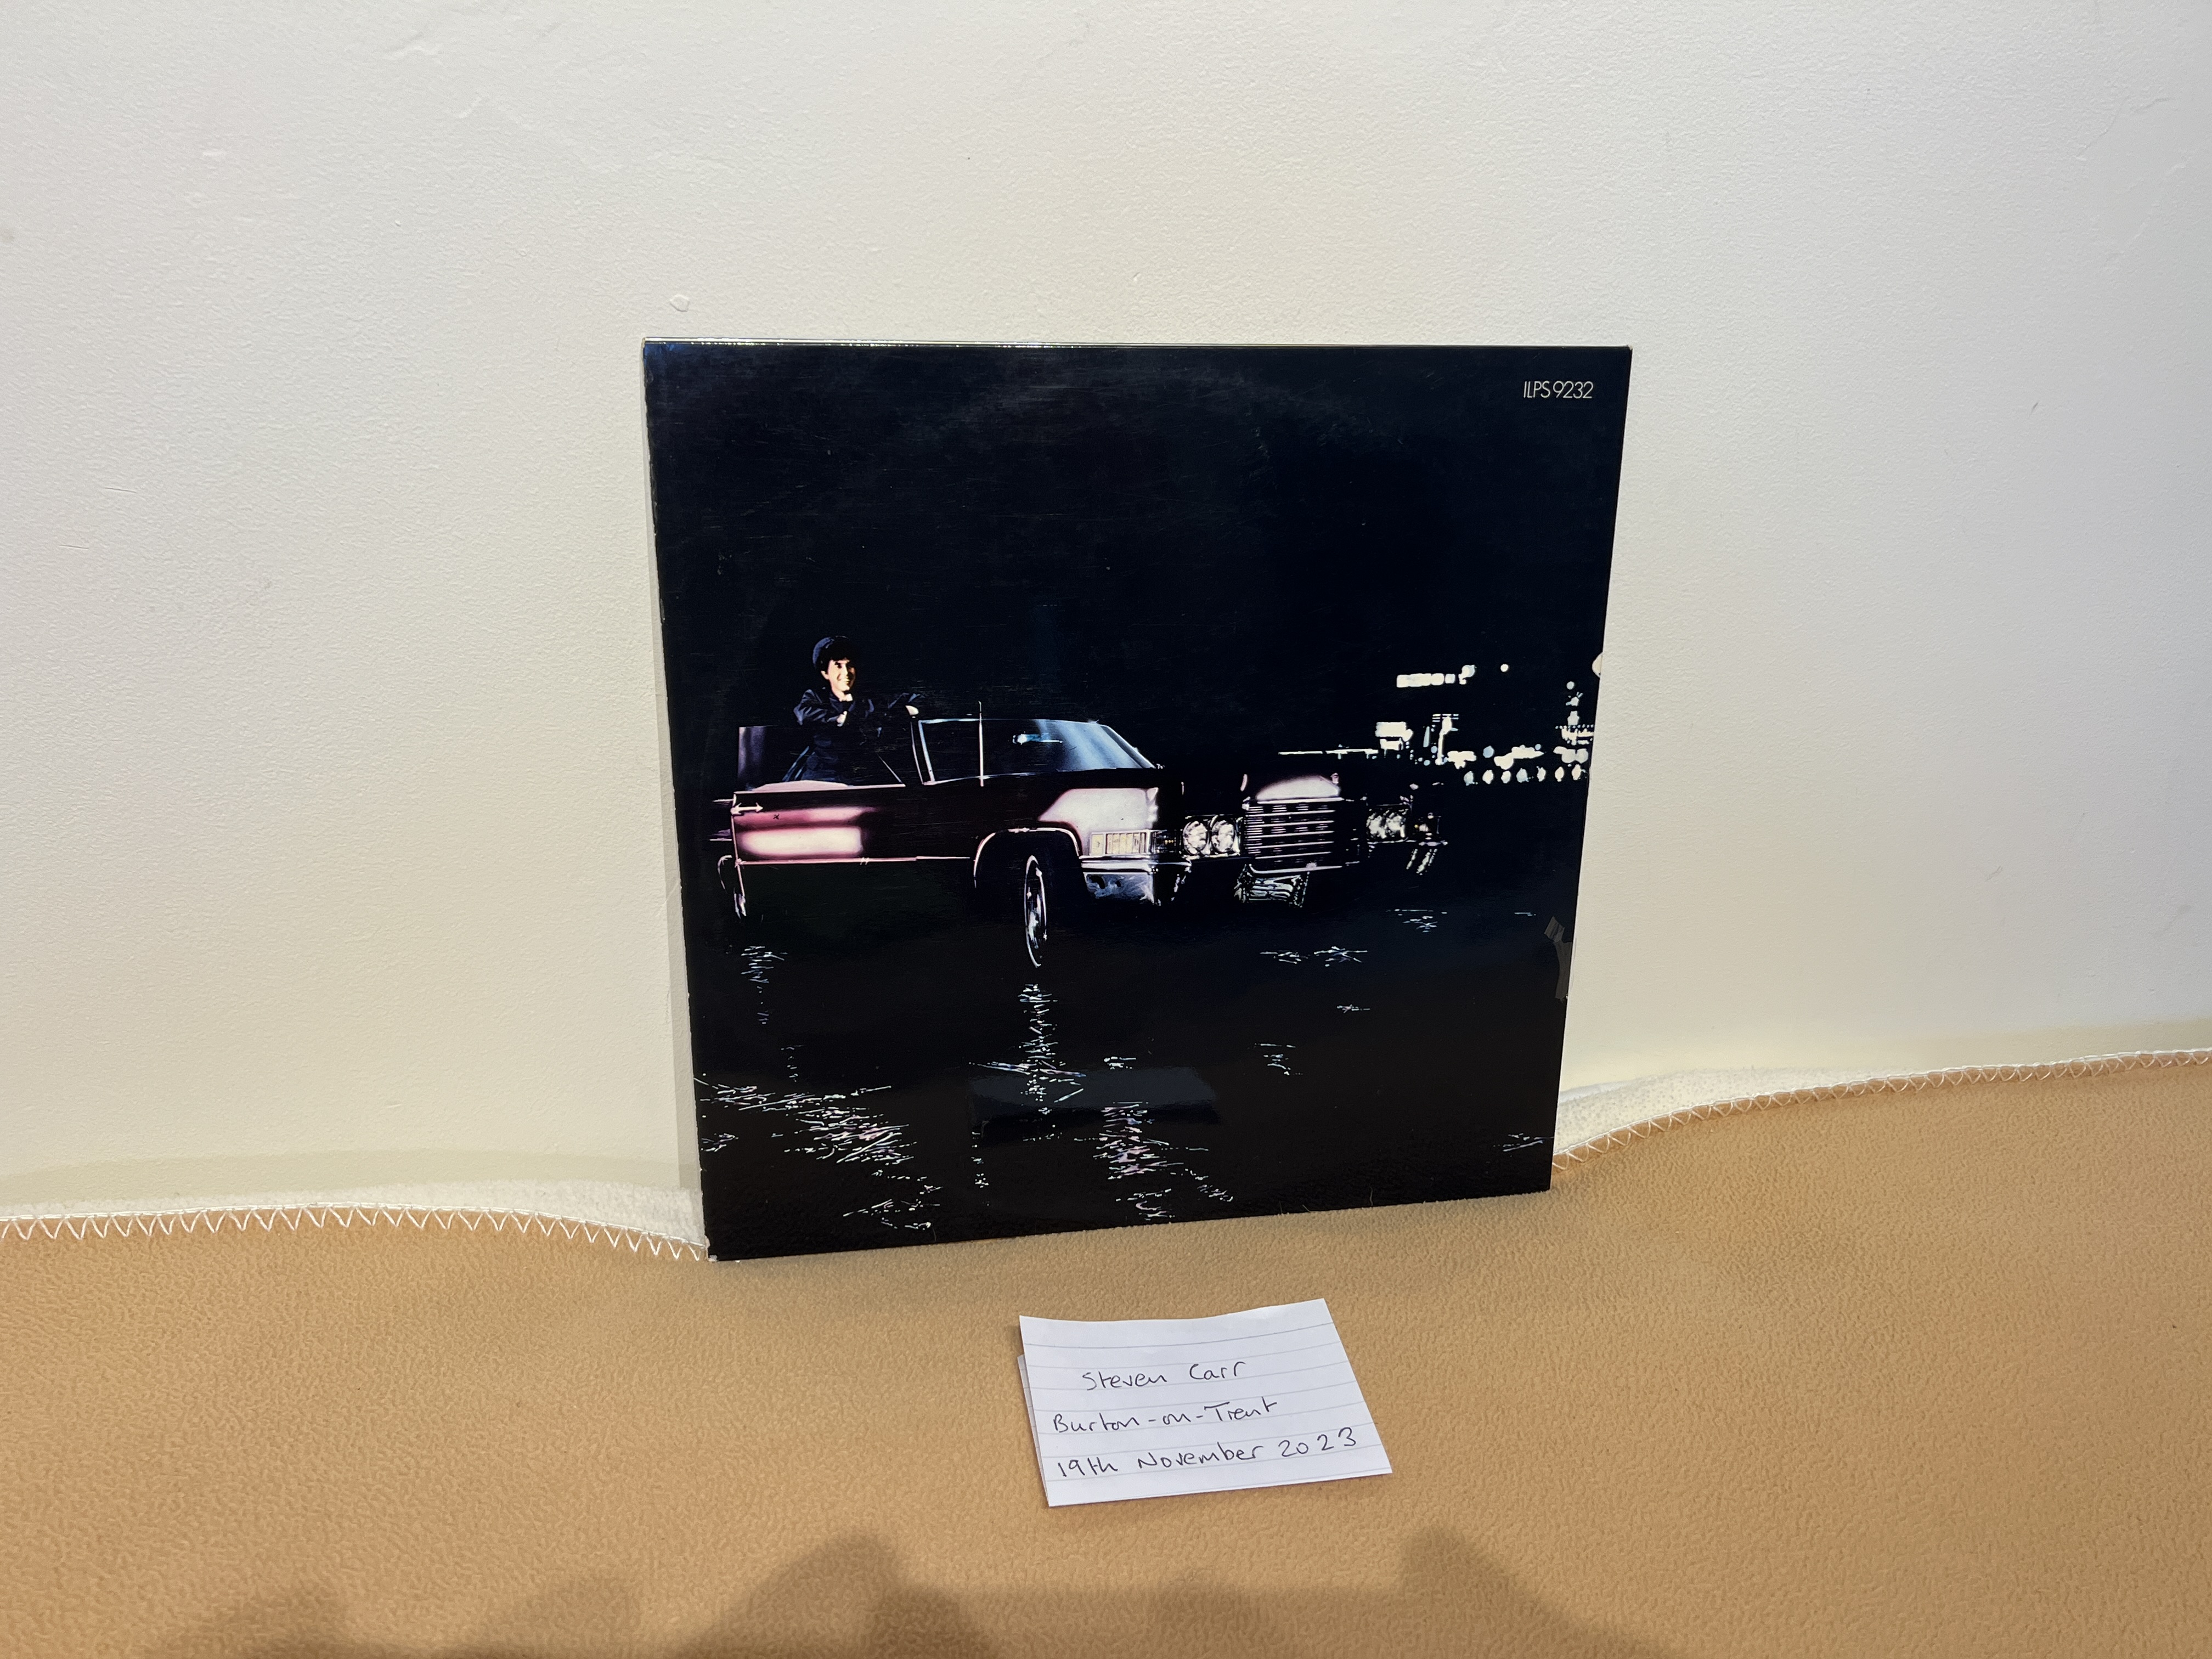 ILPS 9232
Steven Carr
Burton-on-Trent
19th November 2023